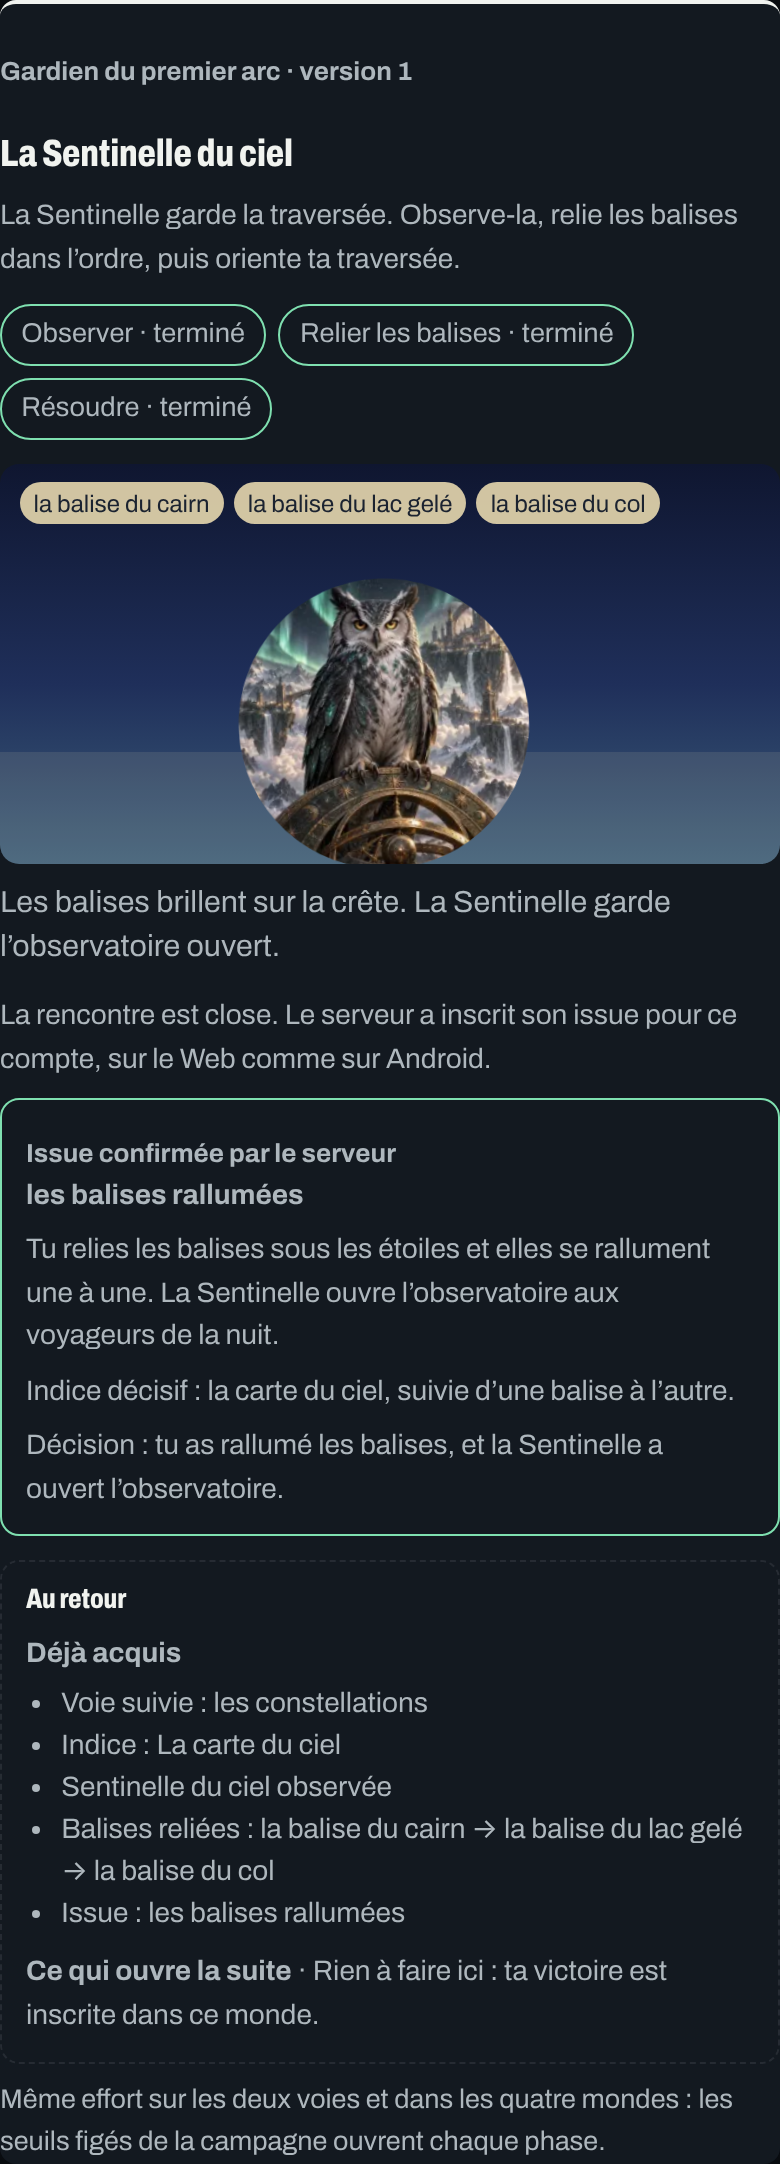 Gardien du premier arc · version 1
La Sentinelle du ciel
La Sentinelle garde la traversée. Observe-la, relie les balises
dans l’ordre, puis oriente ta traversée.
Observer · terminé
Relier les balises · terminé
Résoudre · terminé
la balise du cairn
la balise du lac gelé
la balise du col
Les balises brillent sur la crête. La Sentinelle garde
l’observatoire ouvert.
La rencontre est close. Le serveur a inscrit son issue pour ce
compte, sur le Web comme sur Android.
Issue confirmée par le serveur
les balises rallumées
Tu relies les balises sous les étoiles et elles se rallument
une à une. La Sentinelle ouvre l’observatoire aux
voyageurs de la nuit.
Indice décisif : la carte du ciel, suivie d’une balise à l’autre.
Décision : tu as rallumé les balises, et la Sentinelle a
ouvert l’observatoire.
Au retour
Déjà acquis
• Voie suivie : les constellations
• Indice : La carte du ciel
• Sentinelle du ciel observée
• Balises reliées : la balise du cairn → la balise du lac gelé
→ la balise du col
• Issue : les balises rallumées
Ce qui ouvre la suite · Rien à faire ici : ta victoire est
inscrite dans ce monde.
Même effort sur les deux voies et dans les quatre mondes : les
seuils figés de la campagne ouvrent chaque phase.